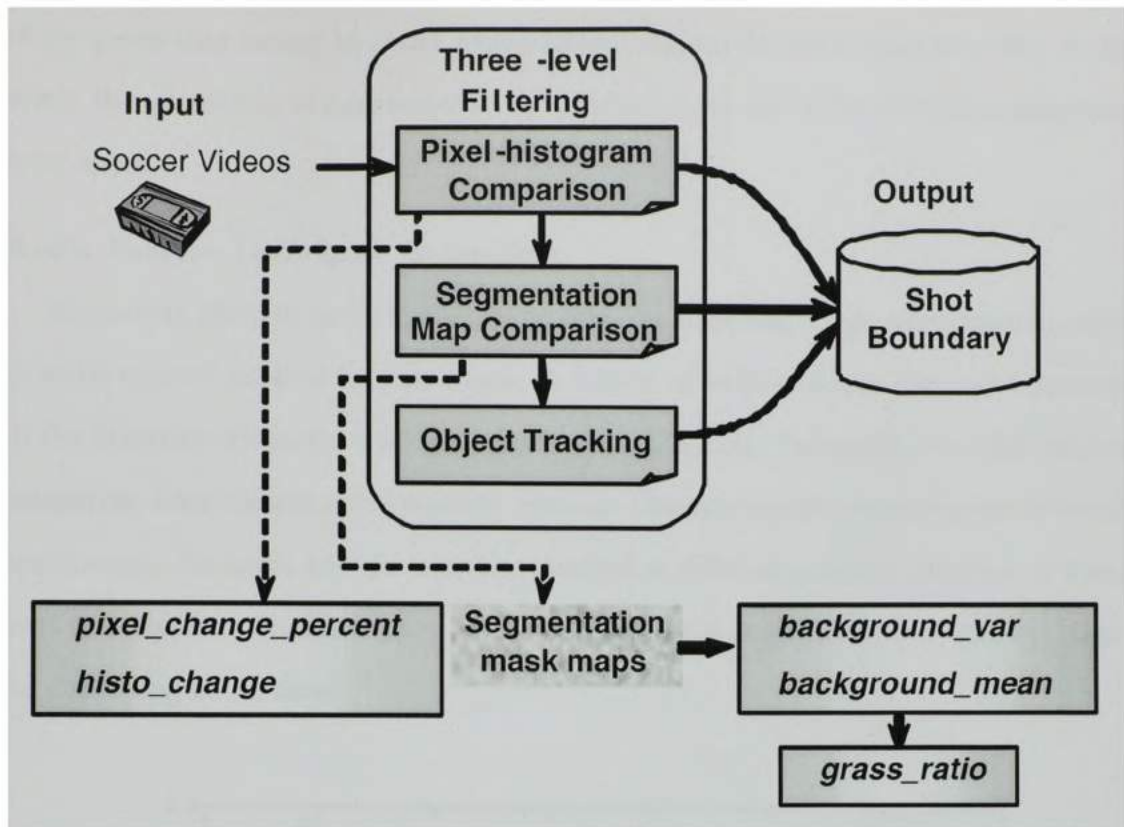 Three -level
Filtering
Input
Soccer Videos
Pixel-histogram
Comparison
Output
Segmentation
Map Comparison
Shot
Boundary
Object Tracking
pixel_change_percent
histo_change
Segmentation
mask maps
background_var
background_mean
grass_ratio